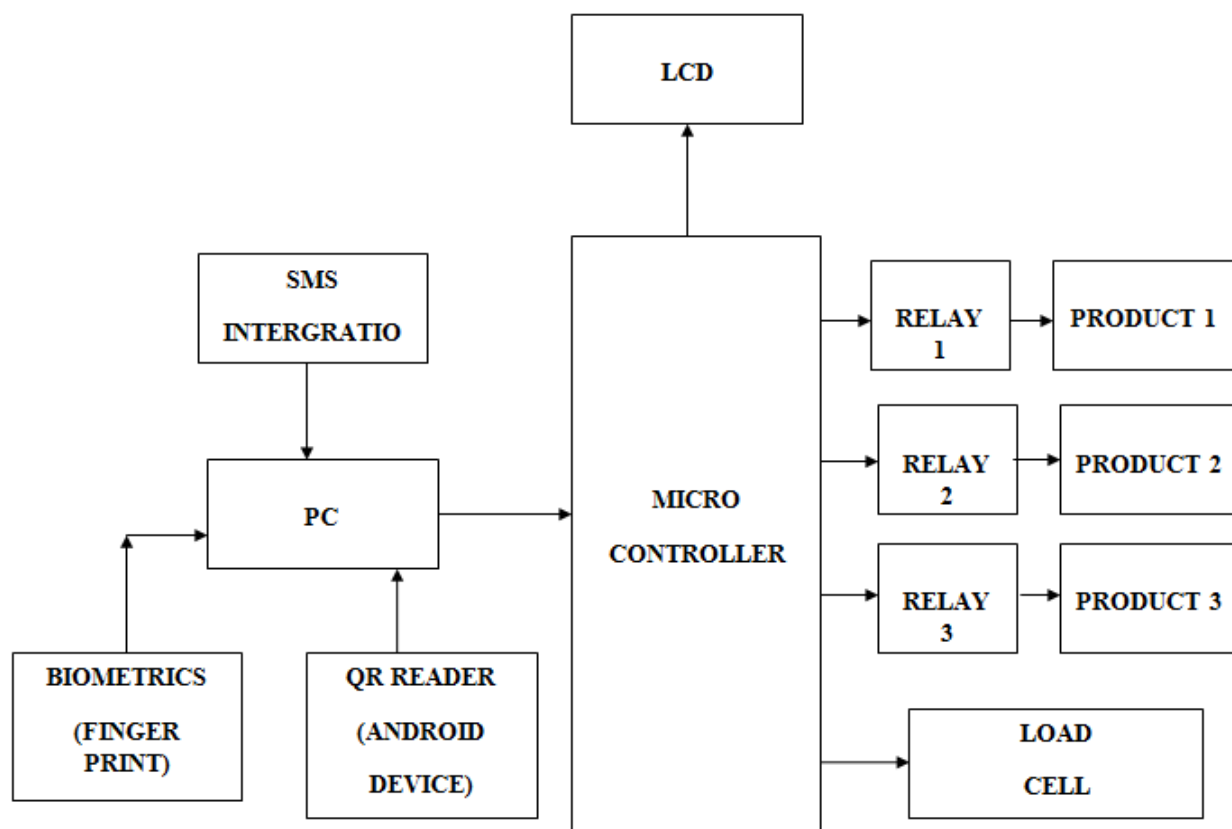 LCD
SMS
INTERGRATIO
PC
BIOMETRICS
(FINGER
PRINT)
QR READER
(ANDROID
DEVICE)
MICRO
CONTROLLER
RELAY
1
PRODUCT 1
RELAY
2
PRODUCT 2
RELAY
3
PRODUCT 3
LOAD
CELL